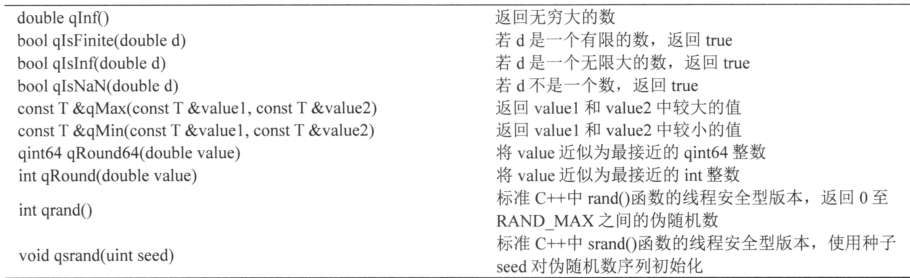 double qInf() 返回无穷大的数
bool qIsFinite(double d) 若 d 是一个有限的数，返回 true
bool qIsInf(double d) 若 d 是一个无限大的数，返回 true
bool qIsNaN(double d) 若 d 不是一个数，返回 true
const T &qMax(const T &value1, const T &value2) 返回 value1 和 value2 中较大的值
const T &qMin(const T &value1, const T &value2) 返回 value1 和 value2 中较小的值
qint64 qRound64(double value) 将 value 近似为最接近的 qint64 整数
int qRound(double value) 将 value 近似为最接近的 int 整数
int qrand() 标准 C++中 rand()函数的线程安全型版本，返回 0 至
RAND_MAX 之间的伪随机数
void qsrand(uint seed) 标准 C++中 srand()函数的线程安全型版本，使用种子
seed 对伪随机数序列初始化